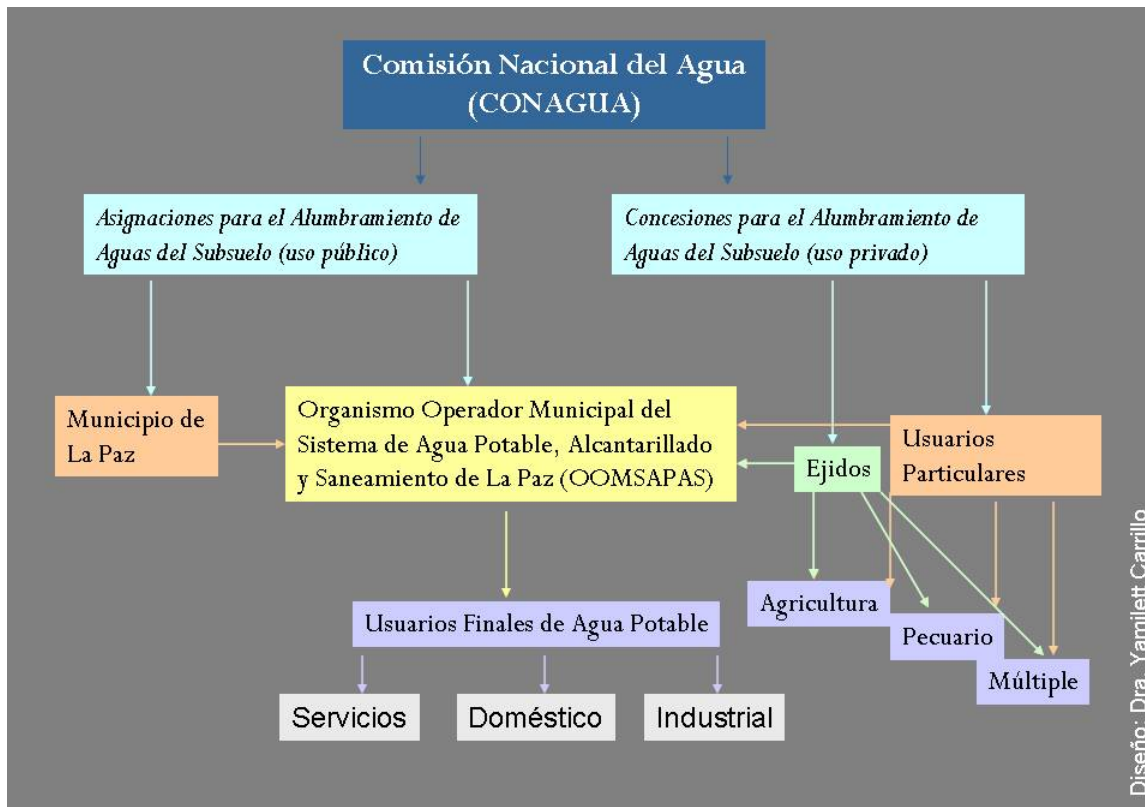 Comisión Nacional del Agua
(CONAGUA)
Asignaciones para el Alumbramiento de
Aguas del Subsuelo (uso público)
Concesiones para el Alumbramiento de
Aguas del Subsuelo (uso privado)
Municipio de
La Paz
Organismo Operador Municipal del
Sistema de Agua Potable, Alcantarillado
y Saneamiento de La Paz (OOMSAPAS)
Ejidos
Usuarios
Particulares
Agricultura
Pecuario
Múltiple
Usuarios Finales de Agua Potable
Servicios
Doméstico
Industrial
Diseño: Dra. Yamilett Carrillo